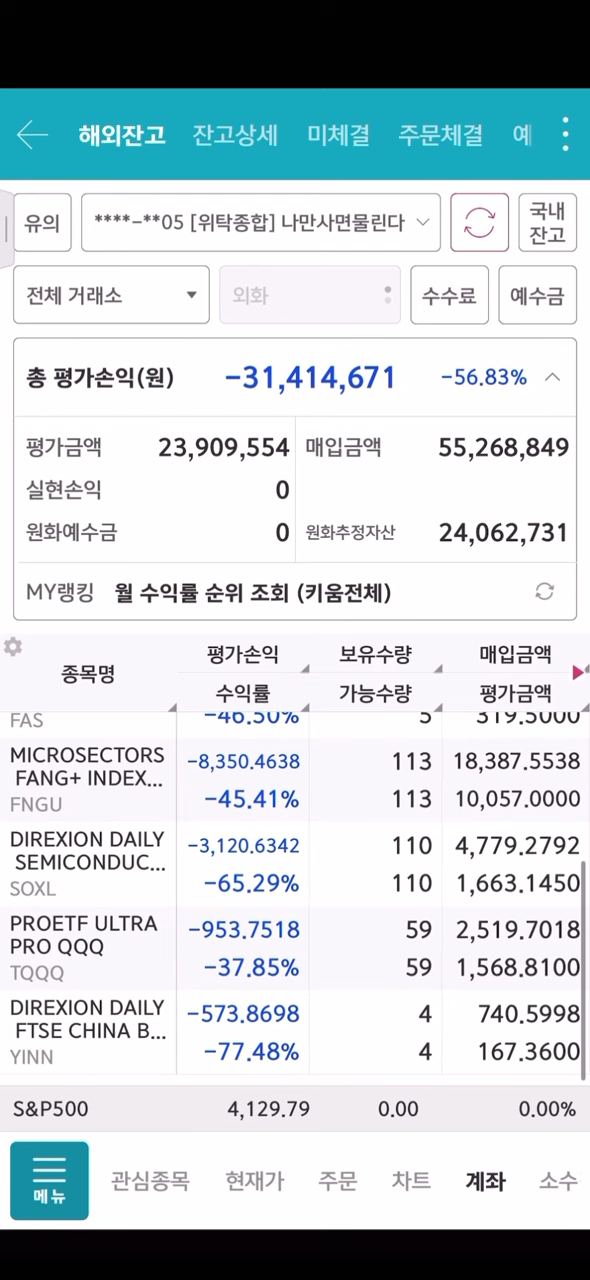 해외잔고 잔고상세 미체결 주문체결 예
유의 ****-**05 [위탁종합] 나만사면물린다 국내 잔고
전체 거래소 외화 수수료 예수금
총 평가손익(원) -31,414,671 -56.83%
평가금액 23,909,554 매입금액 55,268,849
실현손익 0
원화예수금 0 원화추정자산 24,062,731
MY랭킹 월 수익률 순위 조회 (키움전체)
종목명 평가손익 보유수량 매입금액
수익률 가능수량 평가금액
FAS -46.50% 5 319.5000
MICROSECTORS -8,350.4638 113 18,387.5538
FANG+ INDEX...
FNGU -45.41% 113 10,057.0000
DIREXION DAILY -3,120.6342 110 4,779.2792
SEMICONDUC...
SOXL -65.29% 110 1,663.1450
PROETF ULTRA -953.7518 59 2,519.7018
PRO QQQ
TQQQ -37.85% 59 1,568.8100
DIREXION DAILY -573.8698 4 740.5998
FTSE CHINA B...
YINN -77.48% 4 167.3600
S&P500 4,129.79 0.00 0.00%
메뉴 관심종목 현재가 주문 차트 계좌 소수